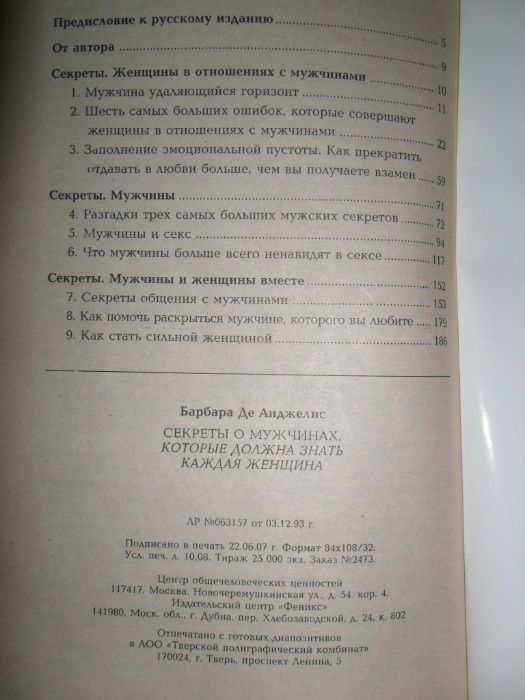 Предисловие к русскому изданию ........ 5
От автора ........ 9
Секреты. Женщины в отношениях с мужчинами ........ 10
1. Мужчина удаляющийся горизонт ........ 11
2. Шесть самых больших ошибок, которые совершают
женщины в отношениях с мужчинами ........ 22
3. Заполнение эмоциональной пустоты. Как прекратить
отдавать в любви больше, чем вы получаете взамен ........ 59
Секреты. Мужчины ........ 71
4. Разгадки трех самых больших мужских секретов ........ 72
5. Мужчины и секс ........ 94
6. Что мужчины больше всего ненавидят в сексе ........ 117
Секреты. Мужчины и женщины вместе ........ 152
7. Секреты общения с мужчинами ........ 153
8. Как помочь раскрыться мужчине, которого вы любите ..... 179
9. Как стать сильной женщиной ........ 186
Барбара Де Анджелис
СЕКРЕТЫ О МУЖЧИНАХ,
КОТОРЫЕ ДОЛЖНА ЗНАТЬ
КАЖДАЯ ЖЕНЩИНА
ЛР №063157 от 03.12.93 г.
Подписано в печать 22.06.07 г. Формат 84х108/32.
Усл. печ. л. 10,08. Тираж 25 000 экз. Заказ №2473.
Центр общечеловеческих ценностей
117417. Москва. Новочеремушкинская ул., д. 54, кор. 4.
Издательский центр «Феникс»
141980, Моск. обл., г. Дубна, пер. Хлебозаводской, д. 24, к. 802
Отпечатано с готовых диапозитивов
в АОО «Тверской полиграфический комбинат»
170024, г. Тверь, проспект Ленина, 5